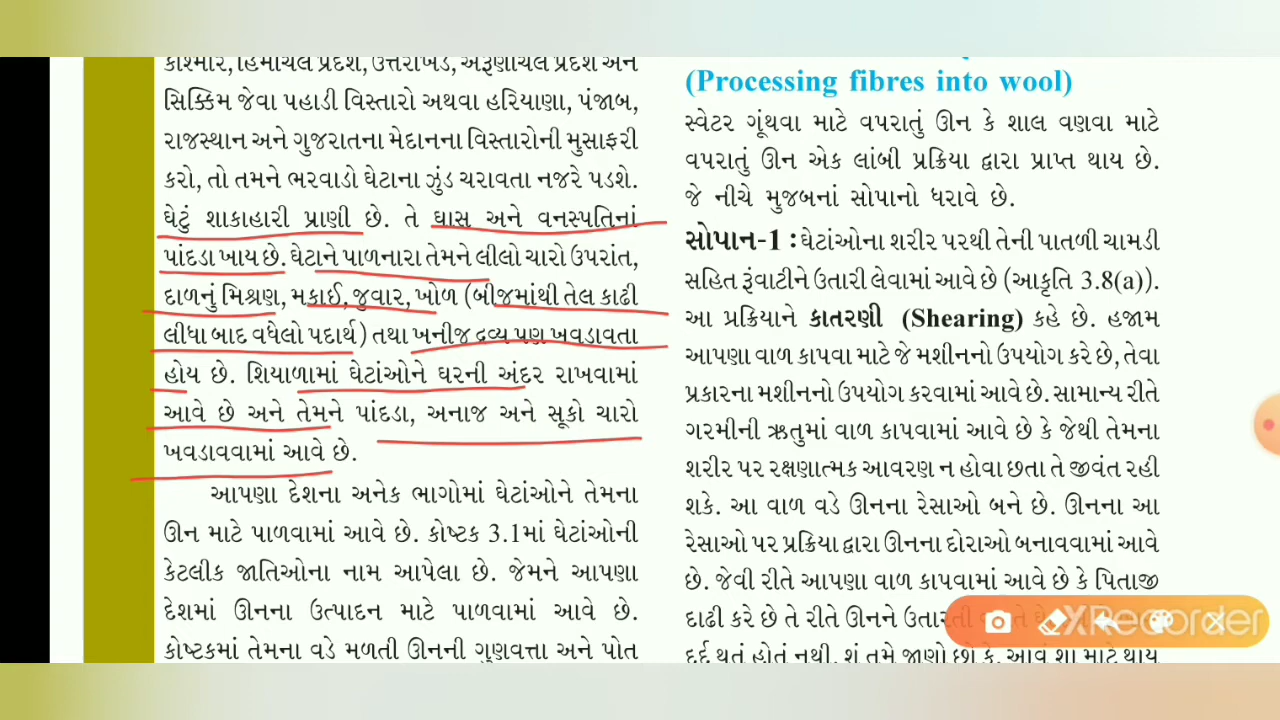 કાશ્મીર, હિમાચલ પ્રદેશ, ઉત્તરાખંડ, અરૂણાચલ પ્રદેશ અને
સિક્કિમ જેવા પહાડી વિસ્તારો અથવા હરિયાણા, પંજાબ,
રાજસ્થાન અને ગુજરાતના મેદાનના વિસ્તારોની મુસાફરી
કરો, તો તમને ભરવાડો ઘેટાના ઝુંડ ચરાવતા નજરે પડશે.
ઘેટું શાકાહારી પ્રાણી છે. તે ઘાસ અને વનસ્પતિનાં
પાંદડા ખાય છે. ઘેટાને પાળનારા તેમને લીલો ચારો ઉપરાંત,
દાળનું મિશ્રણ, મકાઈ, જુવાર, ખોળ (બીજમાંથી તેલ કાઢી
લીધા બાદ વધેલો પદાર્થ) તથા ખનીજ દ્રવ્ય પણ ખવડાવતા
હોય છે. શિયાળામાં ઘેટાંઓને ઘરની અંદર રાખવામાં
આવે છે અને તેમને પાંદડા, અનાજ અને સૂકો ચારો
ખવડાવવામાં આવે છે.
આપણા દેશના અનેક ભાગોમાં ઘેટાંઓને તેમના
ઊન માટે પાળવામાં આવે છે. કોષ્ટક 3.1માં ઘેટાંઓની
કેટલીક જાતિઓના નામ આપેલા છે. જેમને આપણા
દેશમાં ઊનના ઉત્પાદન માટે પાળવામાં આવે છે.
કોષ્ટકમાં તેમના વડે મળતી ઊનની ગુણવત્તા અને પોત
(Processing fibres into wool)
સ્વેટર ગૂંથવા માટે વપરાતું ઊન કે શાલ વણવા માટે
વપરાતું ઊન એક લાંબી પ્રક્રિયા દ્વારા પ્રાપ્ત થાય છે.
જે નીચે મુજબનાં સોપાનો ધરાવે છે.
સોપાન-1 : ઘેટાંઓના શરીર પરથી તેની પાતળી ચામડી
સહિત રૂંવાટીને ઉતારી લેવામાં આવે છે (આકૃતિ 3.8(a)).
આ પ્રક્રિયાને કાતરણી (Shearing) કહે છે. હજામ
આપણા વાળ કાપવા માટે જે મશીનનો ઉપયોગ કરે છે, તેવા
પ્રકારના મશીનનો ઉપયોગ કરવામાં આવે છે. સામાન્ય રીતે
ગરમીની ઋતુમાં વાળ કાપવામાં આવે છે કે જેથી તેમના
શરીર પર રક્ષણાત્મક આવરણ ન હોવા છતા તે જીવંત રહી
શકે. આ વાળ વડે ઊનના રેસાઓ બને છે. ઊનના આ
રેસાઓ પર પ્રક્રિયા દ્વારા ઊનના દોરાઓ બનાવવામાં આવે
છે. જેવી રીતે આપણા વાળ કાપવામાં આવે છે કે પિતાજી
દાઢી કરે છે તે રીતે ઊનને ઉતારતી
દર્દ થતું હોતું નથી. શું તમે જાણો છો કે, આવું શા માટે થાય
XRecorder